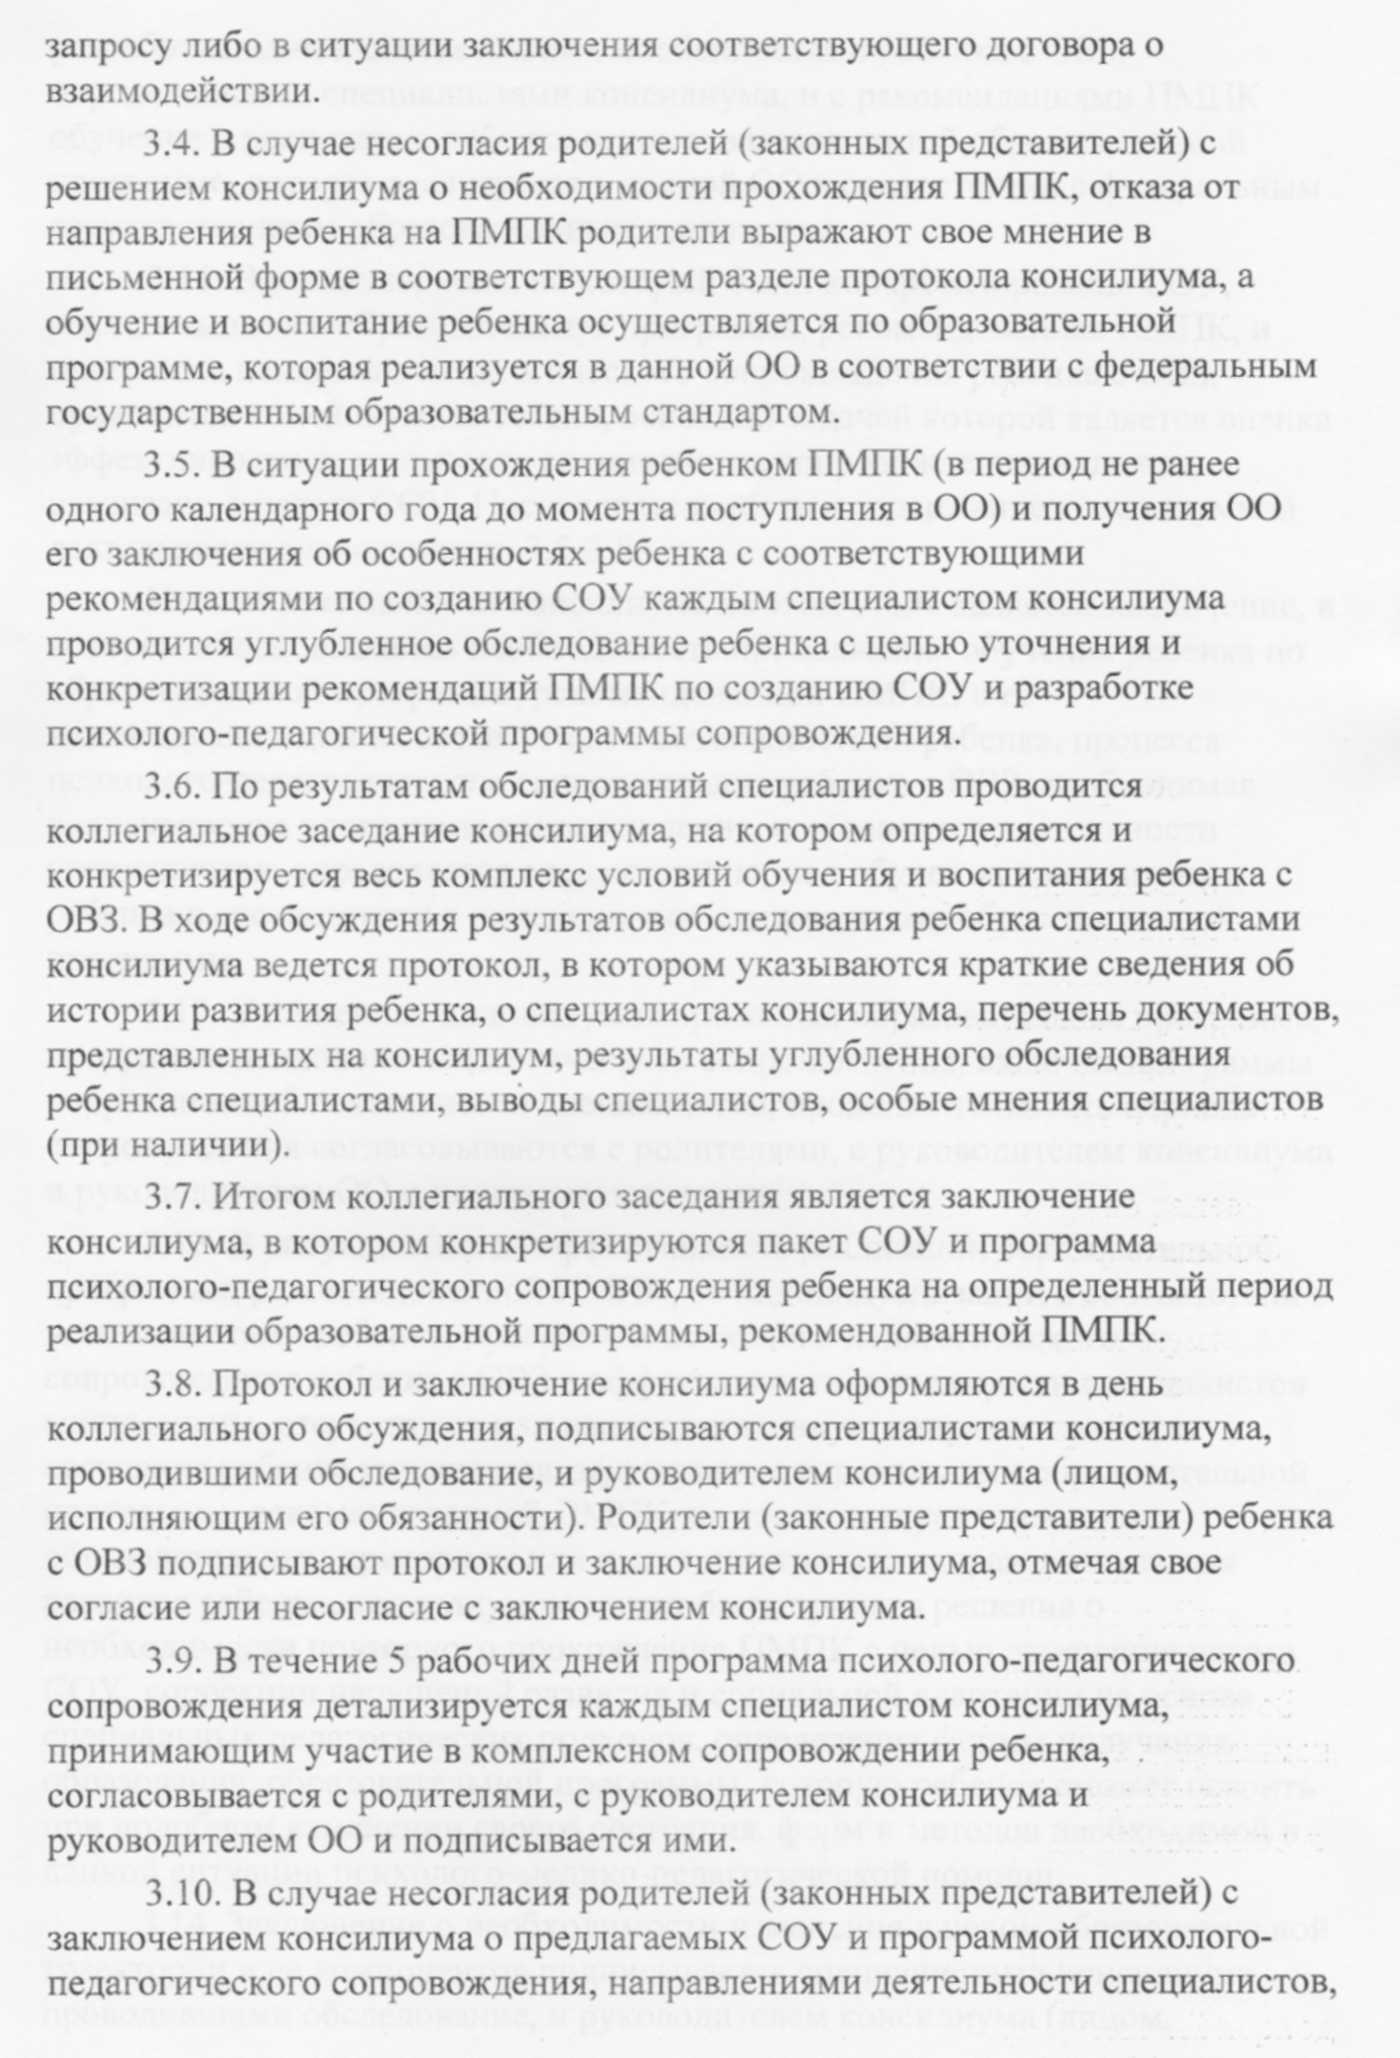 запросу либо в ситуации заключения соответствующего договора о
взаимодействии.
3.4. В случае несогласия родителей (законных представителей) с
решением консилиума о необходимости прохождения ПМПК, отказа от
направления ребенка на ПМПК родители выражают свое мнение в
письменной форме в соответствующем разделе протокола консилиума, а
обучение и воспитание ребенка осуществляется по образовательной
программе, которая реализуется в данной ОО в соответствии с федеральным
государственным образовательным стандартом.
3.5. В ситуации прохождения ребенком ПМПК (в период не ранее
одного календарного года до момента поступления в ОО) и получения ОО
его заключения об особенностях ребенка с соответствующими
рекомендациями по созданию СОУ каждым специалистом консилиума
проводится углубленное обследование ребенка с целью уточнения и
конкретизации рекомендаций ПМПК по созданию СОУ и разработке
психолого-педагогической программы сопровождения.
3.6. По результатам обследований специалистов проводится
коллегиальное заседание консилиума, на котором определяется и
конкретизируется весь комплекс условий обучения и воспитания ребенка с
ОВЗ. В ходе обсуждения результатов обследования ребенка специалистами
консилиума ведется протокол, в котором указываются краткие сведения об
истории развития ребенка, о специалистах консилиума, перечень документов,
представленных на консилиум, результаты углубленного обследования
ребенка специалистами, выводы специалистов, особые мнения специалистов
(при наличии).
3.7. Итогом коллегиального заседания является заключение
консилиума, в котором конкретизируются пакет СОУ и программа
психолого-педагогического сопровождения ребенка на определенный период
реализации образовательной программы, рекомендованной ПМПК.
3.8. Протокол и заключение консилиума оформляются в день
коллегиального обсуждения, подписываются специалистами консилиума,
проводившими обследование, и руководителем консилиума (лицом,
исполняющим его обязанности). Родители (законные представители) ребенка
с ОВЗ подписывают протокол и заключение консилиума, отмечая свое
согласие или несогласие с заключением консилиума.
3.9. В течение 5 рабочих дней программа психолого-педагогического
сопровождения детализируется каждым специалистом консилиума,
принимающим участие в комплексном сопровождении ребенка,
согласовывается с родителями, с руководителем консилиума и
руководителем ОО и подписывается ими.
3.10. В случае несогласия родителей (законных представителей) с
заключением консилиума о предлагаемых СОУ и программой психолого-
педагогического сопровождения, направлениями деятельности специалистов,